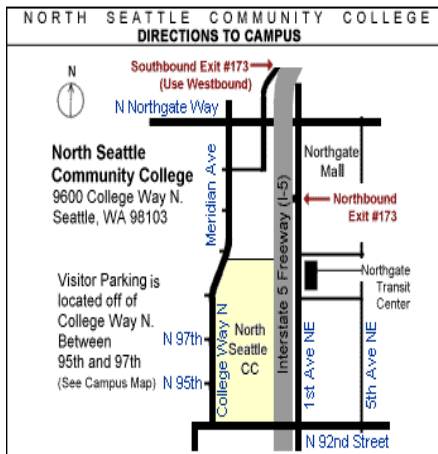 NORTH SEATTLE COMMUNITY COLLEGE
DIRECTIONS TO CAMPUS
Southbound Exit #173
(Use Westbound)
N
N Northgate Way
North Seattle
Community College
9600 College Way N.
Seattle, WA 98103
Meridian Ave
Interstate 5 Freeway (I-5)
Northgate
Mall
Northbound
Exit #173
Visitor Parking is
located off of
College Way N.
Between
95th and 97th
(See Campus Map)
N 97th
N 95th
College Way N
North
Seattle
CC
1st Ave NE
5th Ave NE
Northgate
Transit
Center
N 92nd Street